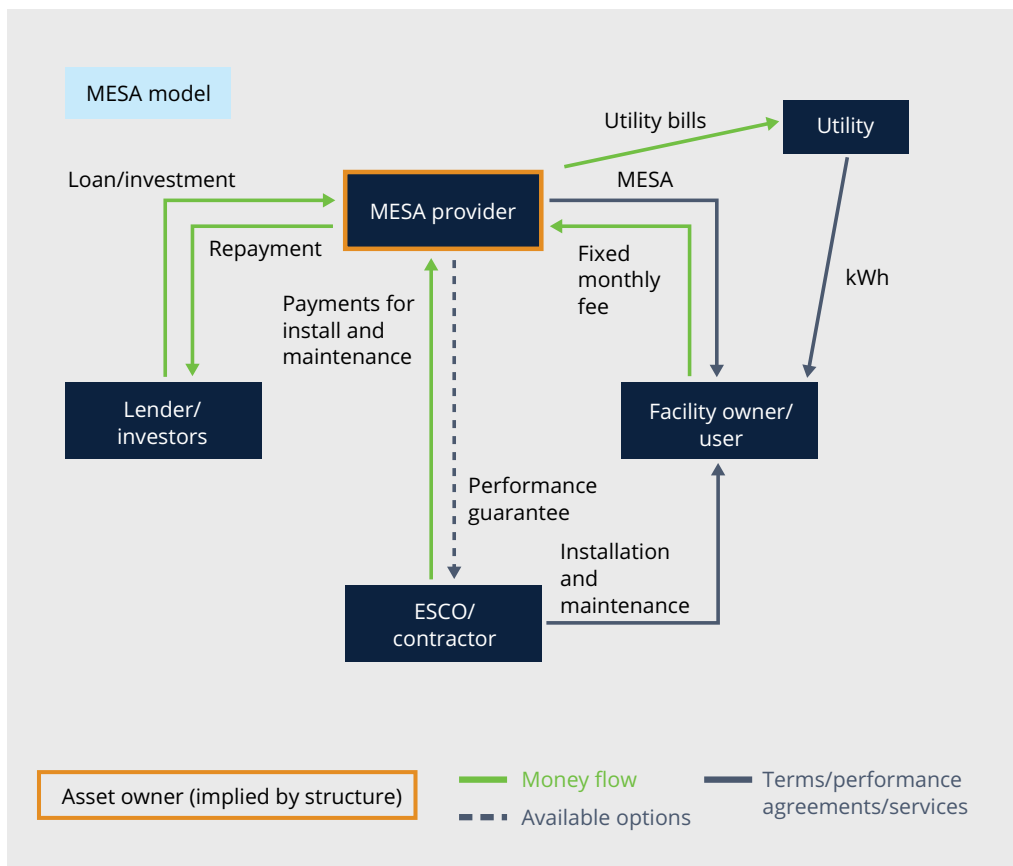 MESA model
Utility bills
Utility
Loan/investment
MESA
MESA provider
Repayment
Fixed
monthly
fee
kWh
Payments for
install and
maintenance
Lender/
investors
Facility owner/
user
Performance
guarantee
Installation
and
maintenance
ESCO/
contractor
Asset owner (implied by structure)
Money flow
Available options
Terms/performance
agreements/services